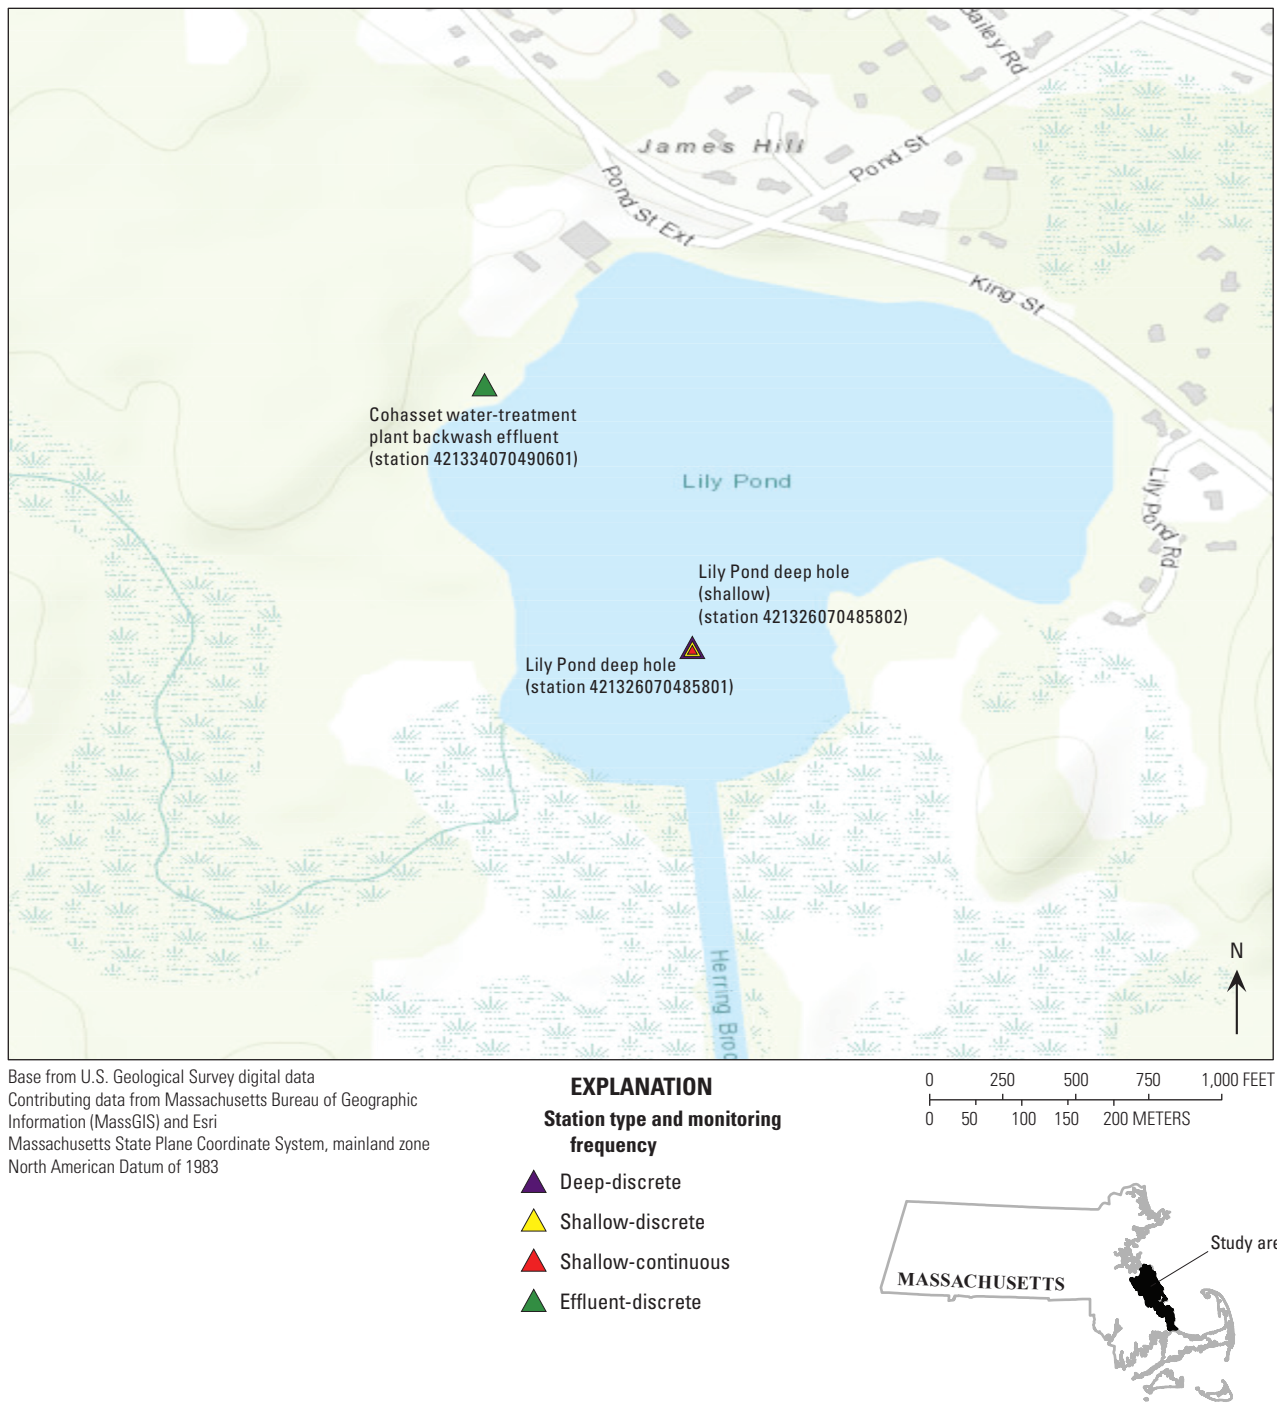 Bailey Rd
James Hill
Pond St
Pond St Ext
King St
Cohasset water-treatment
plant backwash effluent
(station 421334070490601)
Lily Pond
Lily Pond Rd
Lily Pond deep hole
(shallow)
(station 421326070485802)
Lily Pond deep hole
(station 421326070485801)
Herring Broo
N
Base from U.S. Geological Survey digital data
Contributing data from Massachusetts Bureau of Geographic
Information (MassGIS) and Esri
Massachusetts State Plane Coordinate System, mainland zone
North American Datum of 1983
EXPLANATION
Station type and monitoring
frequency
Deep-discrete
Shallow-discrete
Shallow-continuous
Effluent-discrete
0 250 500 750 1,000 FEET
0 50 100 150 200 METERS
MASSACHUSETTS
Study are